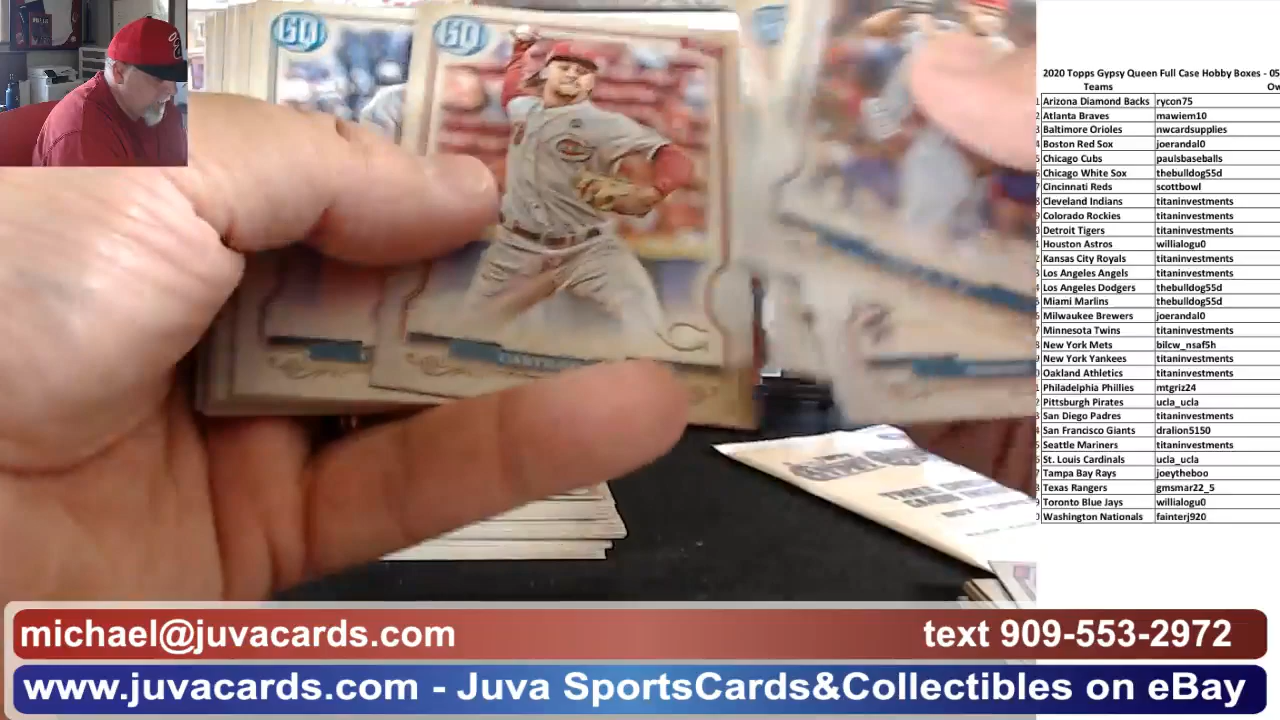 GQ
GQ
2020 Topps Gypsy Queen Full Case Hobby Boxes - 05
Teams Ow
Arizona Diamond Backs rycon75
Atlanta Braves mawiem10
Baltimore Orioles nwcardsupplies
Boston Red Sox joerandal0
Chicago Cubs paulsbaseballs
Chicago White Sox thebulldog55d
Cincinnati Reds scottbowl
Cleveland Indians titaninvestments
Colorado Rockies titaninvestments
Detroit Tigers titaninvestments
Houston Astros willialogu0
Kansas City Royals titaninvestments
Los Angeles Angels titaninvestments
Los Angeles Dodgers thebulldog55d
Miami Marlins thebulldog55d
Milwaukee Brewers joerandal0
Minnesota Twins titaninvestments
New York Mets bilcw_nsaf5h
New York Yankees titaninvestments
Oakland Athletics titaninvestments
Philadelphia Phillies mtgriz24
Pittsburgh Pirates ucla_ucla
San Diego Padres titaninvestments
San Francisco Giants dralion5150
Seattle Mariners titaninvestments
St. Louis Cardinals ucla_ucla
Tampa Bay Rays joeytheboo
Texas Rangers gmsmar22_5
Toronto Blue Jays willialogu0
Washington Nationals fainterj920
michael@juvacards.com
text 909-553-2972
www.juvacards.com - Juva SportsCards&Collectibles on eBay